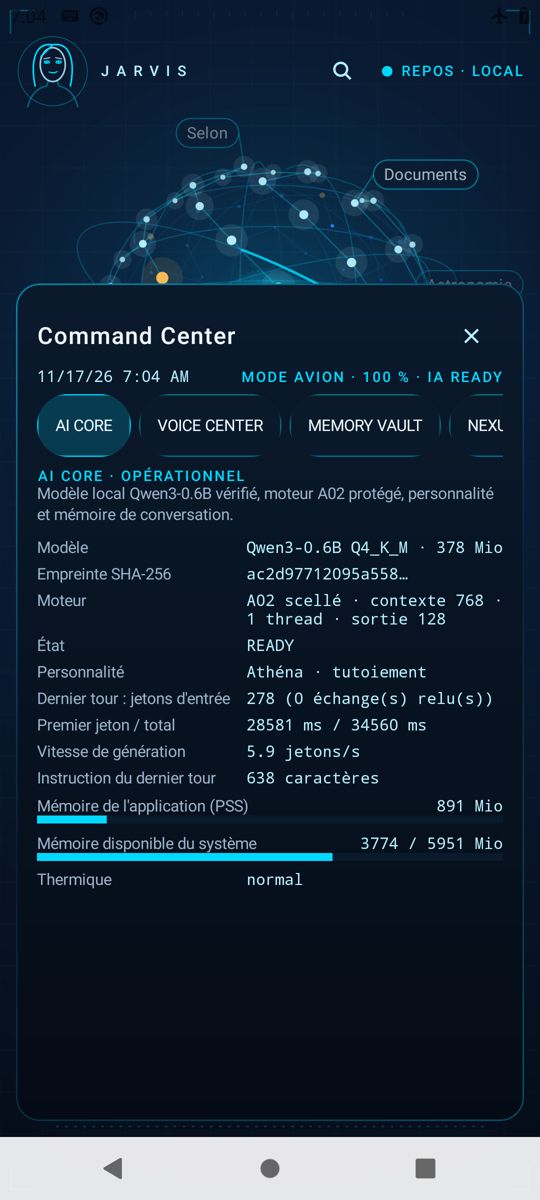 7:04
JARVIS
REPOS · LOCAL
Selon
Documents
Astronomie
Command Center
11/17/26 7:04 AM
MODE AVION · 100 % · IA READY
AI CORE
VOICE CENTER
MEMORY VAULT
NEXU
AI CORE · OPÉRATIONNEL
Modèle local Qwen3-0.6B vérifié, moteur A02 protégé, personnalité
et mémoire de conversation.
Modèle Qwen3-0.6B Q4_K_M · 378 Mio
Empreinte SHA-256 ac2d97712095a558…
Moteur A02 scellé · contexte 768 ·
1 thread · sortie 128
État READY
Personnalité Athéna · tutoiement
Dernier tour : jetons d'entrée 278 (0 échange(s) relu(s))
Premier jeton / total 28581 ms / 34560 ms
Vitesse de génération 5.9 jetons/s
Instruction du dernier tour 638 caractères
Mémoire de l'application (PSS) 891 Mio
Mémoire disponible du système 3774 / 5951 Mio
Thermique normal